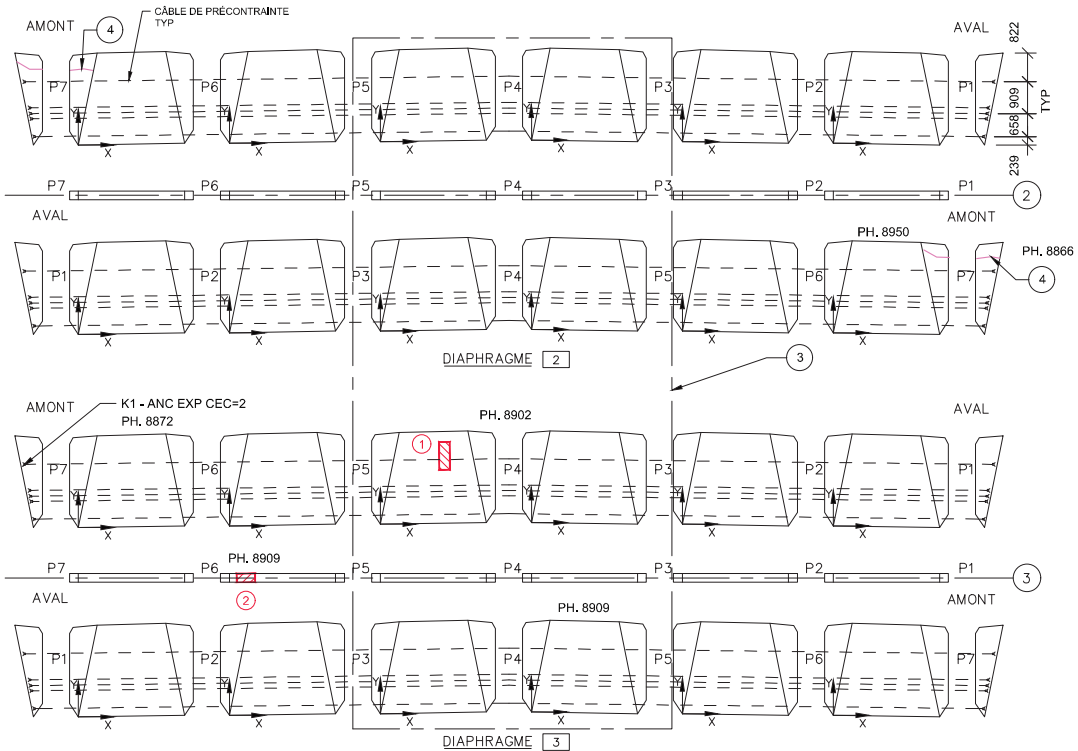 AMONT
4
CÂBLE DE PRÉCONTRAINTE
TYP
AVAL
822
909
658
239
TYP
P7
P6
P5
P4
P3
P2
P1
Y
Y
Y
Y
Y
Y
X
X
X
X
X
X
P7
P6
P5
P4
P3
P2
P1
2
AVAL
AMONT
PH. 8950
PH. 8866
4
P1
P2
P3
P4
P5
P6
P7
Y
Y
Y
Y
Y
Y
X
X
X
X
X
X
DIAPHRAGME 2
3
AMONT
K1 - ANC EXP CEC=2
PH. 8872
PH. 8902
AVAL
1
P7
P6
P5
P4
P3
P2
P1
Y
Y
Y
Y
Y
Y
X
X
X
X
X
X
PH. 8909
P7
P6
P5
P4
P3
P2
P1
3
2
AVAL
PH. 8909
AMONT
P1
P2
P3
P4
P5
P6
P7
Y
Y
Y
Y
Y
Y
X
X
X
X
X
X
DIAPHRAGME 3